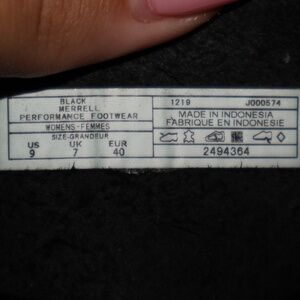 BLACK
MERRELL
PERFORMANCE FOOTWEAR
WOMENS-FEMMES
SIZE-GRANDEUR
US UK EUR
9 7 40
1219 J000574
MADE IN INDONESIA
FABRIQUE EN INDONESIE
2494364